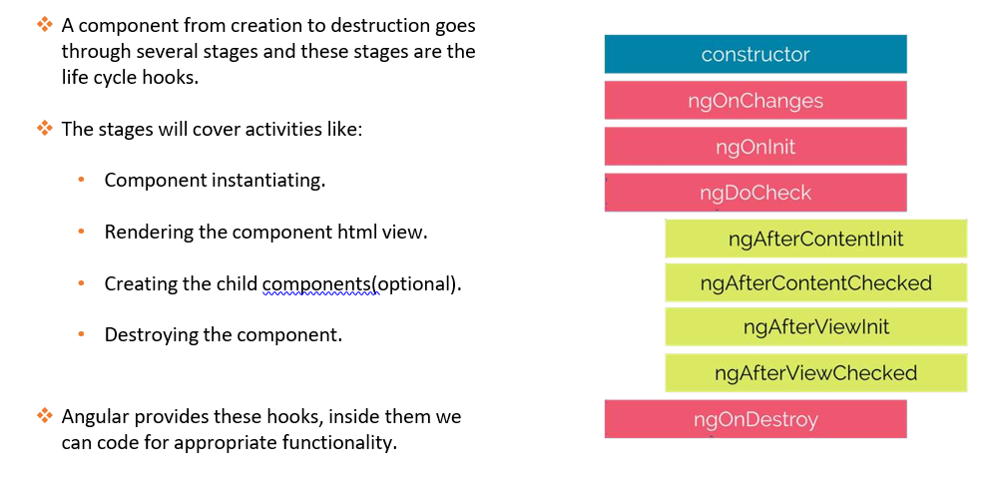 A component from creation to destruction goes
through several stages and these stages are the
life cycle hooks.
The stages will cover activities like:
Component instantiating.
Rendering the component html view.
Creating the child components(optional).
Destroying the component.
Angular provides these hooks, inside them we
can code for appropriate functionality.
constructor
ngOnChanges
ngOnInit
ngDoCheck
ngAfterContentInit
ngAfterContentChecked
ngAfterViewInit
ngAfterViewChecked
ngOnDestroy